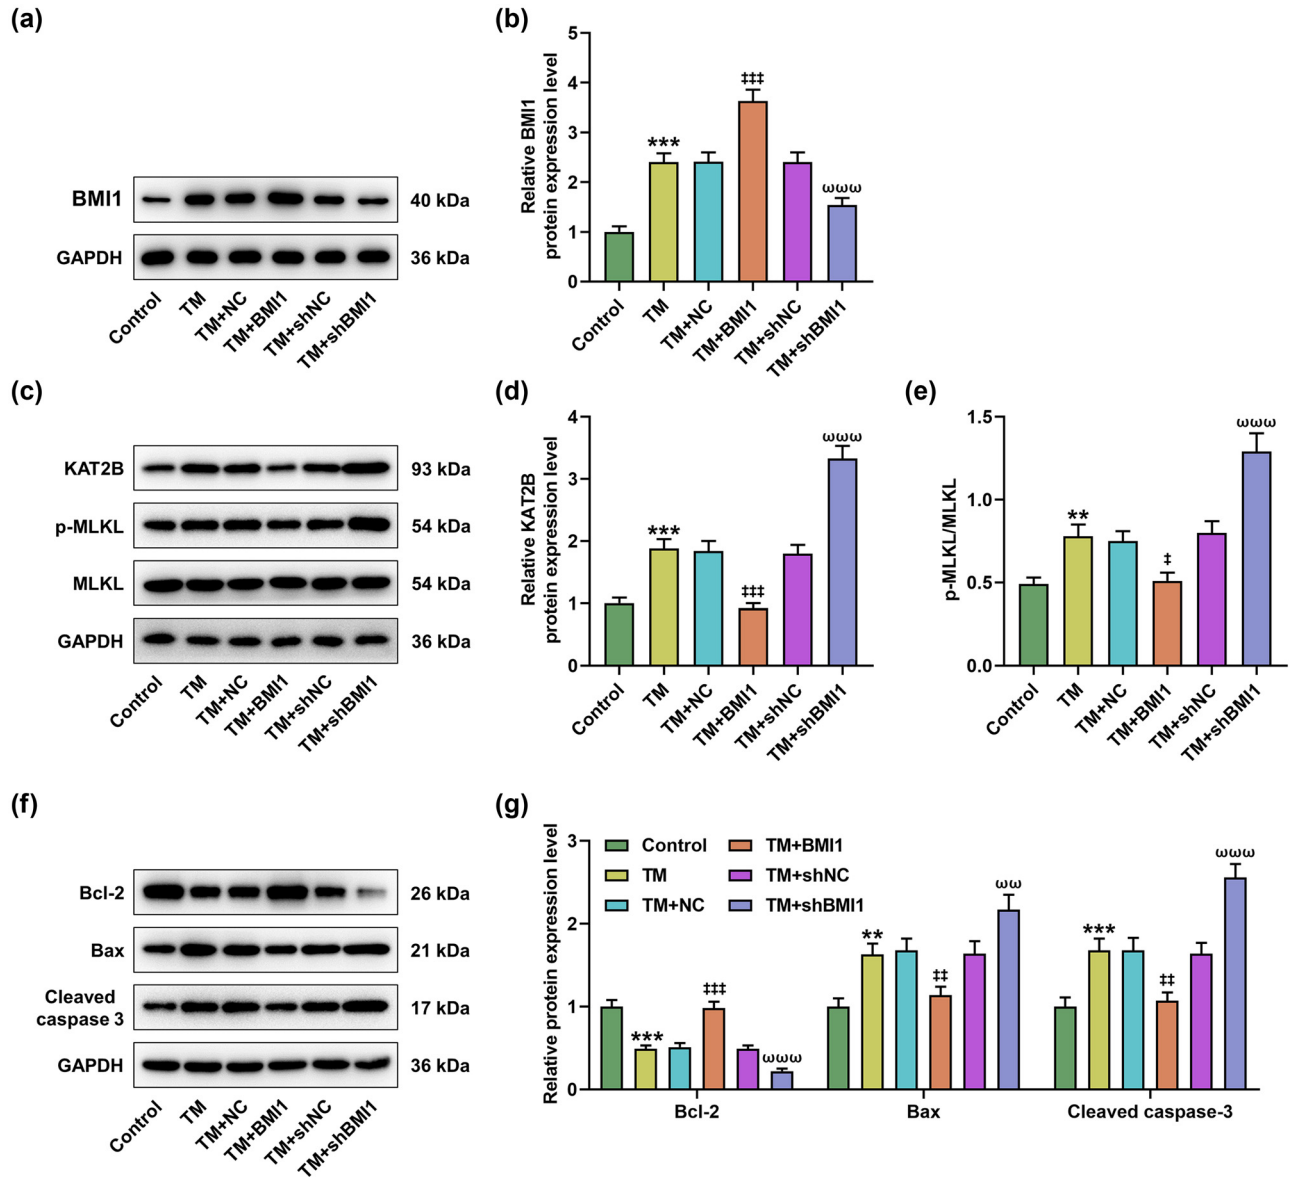 (a)
BMI1
40 kDa
GAPDH
36 kDa
Control
TM
TM+NC
TM+BMI1
TM+shNC
TM+shBMI1
(b)
Relative BMI1
protein expression level
5
4
3
2
1
0
***
‡‡‡
ωωω
Control
TM
TM+NC
TM+BMI1
TM+shNC
TM+shBMI1
(c)
KAT2B
93 kDa
p-MLKL
54 kDa
MLKL
54 kDa
GAPDH
36 kDa
Control
TM
TM+NC
TM+BMI1
TM+shNC
TM+shBMI1
(d)
Relative KAT2B
protein expression level
4
3
2
1
0
***
‡‡‡
ωωω
Control
TM
TM+NC
TM+BMI1
TM+shNC
TM+shBMI1
(e)
p-MLKL/MLKL
1.5
1.0
0.5
0.0
**
‡
ωωω
Control
TM
TM+NC
TM+BMI1
TM+shNC
TM+shBMI1
(f)
Bcl-2
26 kDa
Bax
21 kDa
Cleaved
caspase 3
17 kDa
GAPDH
36 kDa
Control
TM
TM+NC
TM+BMI1
TM+shNC
TM+shBMI1
(g)
Relative protein expression level
3
2
1
0
Control
TM
TM+NC
TM+BMI1
TM+shNC
TM+shBMI1
***
‡‡‡
ωωω
**
‡‡
ωω
***
‡‡
ωωω
Bcl-2
Bax
Cleaved caspase-3